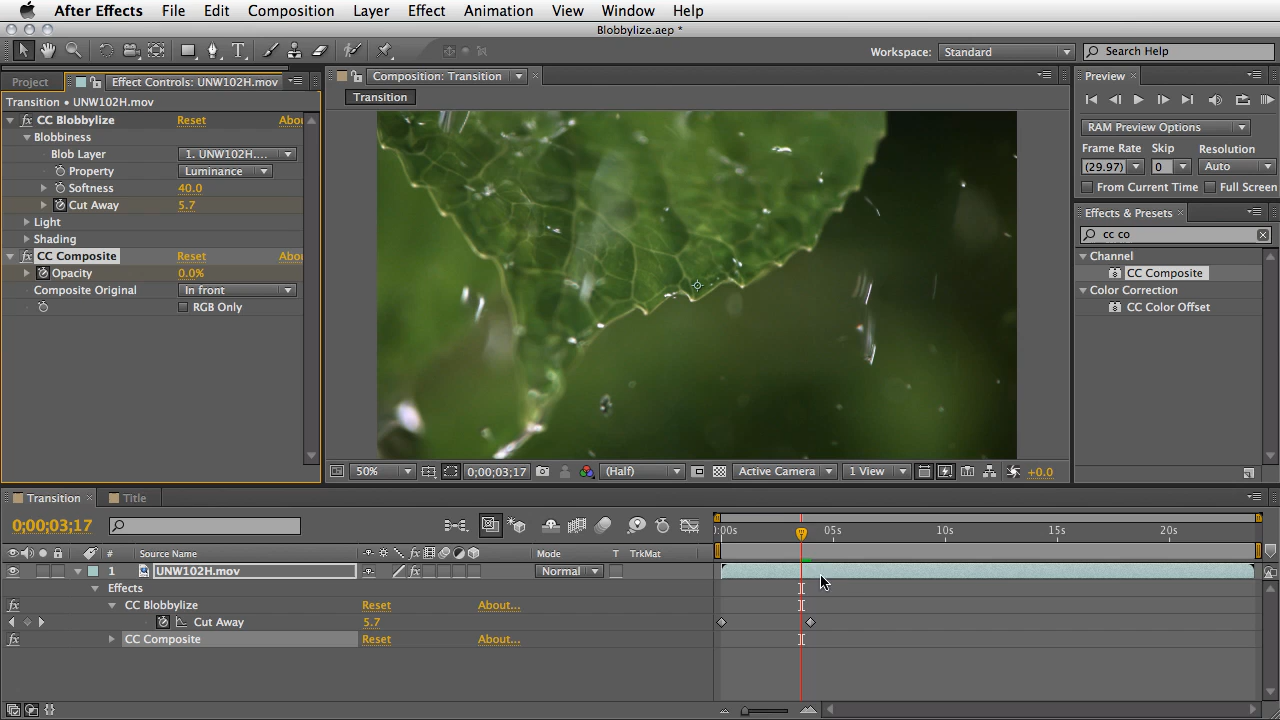 After Effects File Edit Composition Layer Effect Animation View Window Help
Blobbylize.aep *
Workspace: Standard Search Help
Project Effect Controls: UNW102H.mov
Transition • UNW102H.mov
CC Blobbylize Reset Abou
Blobbiness
Blob Layer 1. UNW102H....
Property Luminance
Softness 40.0
Cut Away 5.7
Light
Shading
CC Composite Reset Abou
Opacity 0.0%
Composite Original In front
RGB Only
Composition: Transition
Transition
50% 0;00;03;17 (Half) Active Camera 1 View +0.0
Preview
RAM Preview Options
Frame Rate Skip Resolution
(29.97) 0 Auto
From Current Time Full Screen
Effects & Presets
cc co
Channel
CC Composite
Color Correction
CC Color Offset
Transition Title
0;00;03;17
):00s 05s 10s 15s 20s
# Source Name Mode T TrkMat
1 UNW102H.mov Normal
Effects
CC Blobbylize Reset About...
Cut Away 5.7
CC Composite Reset About...